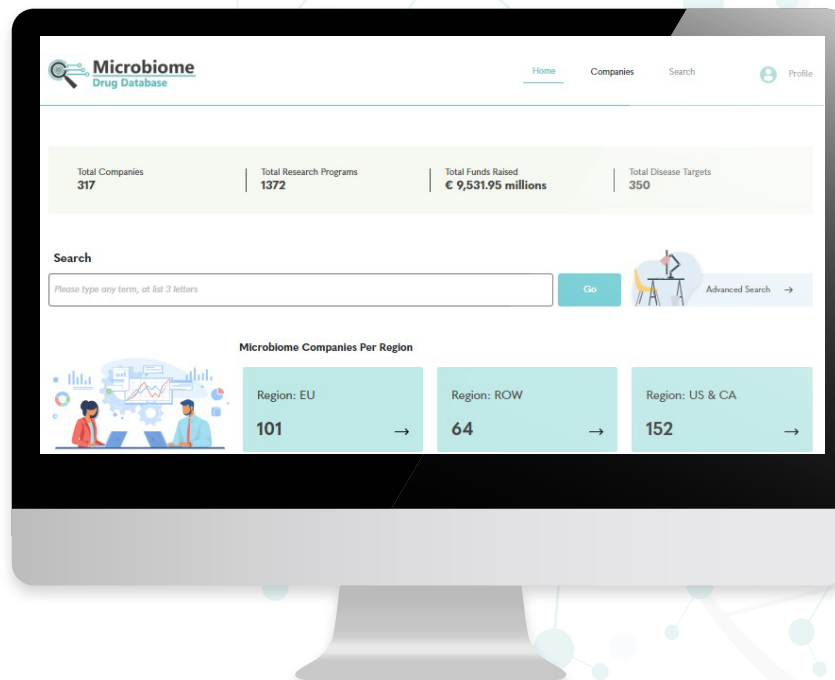 Microbiome
Drug Database
Home Companies Search Profile
Total Companies
317
Total Research Programs
1372
Total Funds Raised
€ 9,531.95 millions
Total Disease Targets
350
Search
Please type any term, at list 3 letters
Go
Advanced Search →
Microbiome Companies Per Region
Region: EU
101 →
Region: ROW
64 →
Region: US & CA
152 →